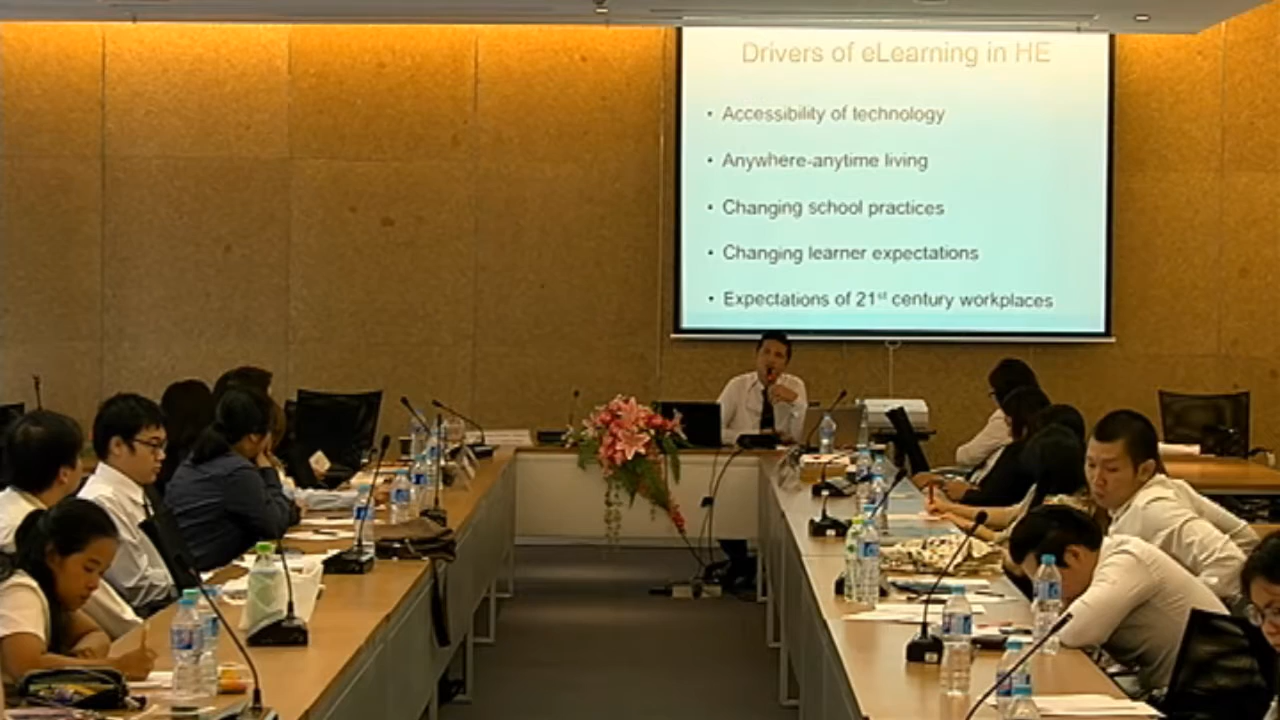 Drivers of eLearning in HE
• Accessibility of technology
• Anywhere-anytime living
• Changing school practices
• Changing learner expectations
• Expectations of 21st century workplaces